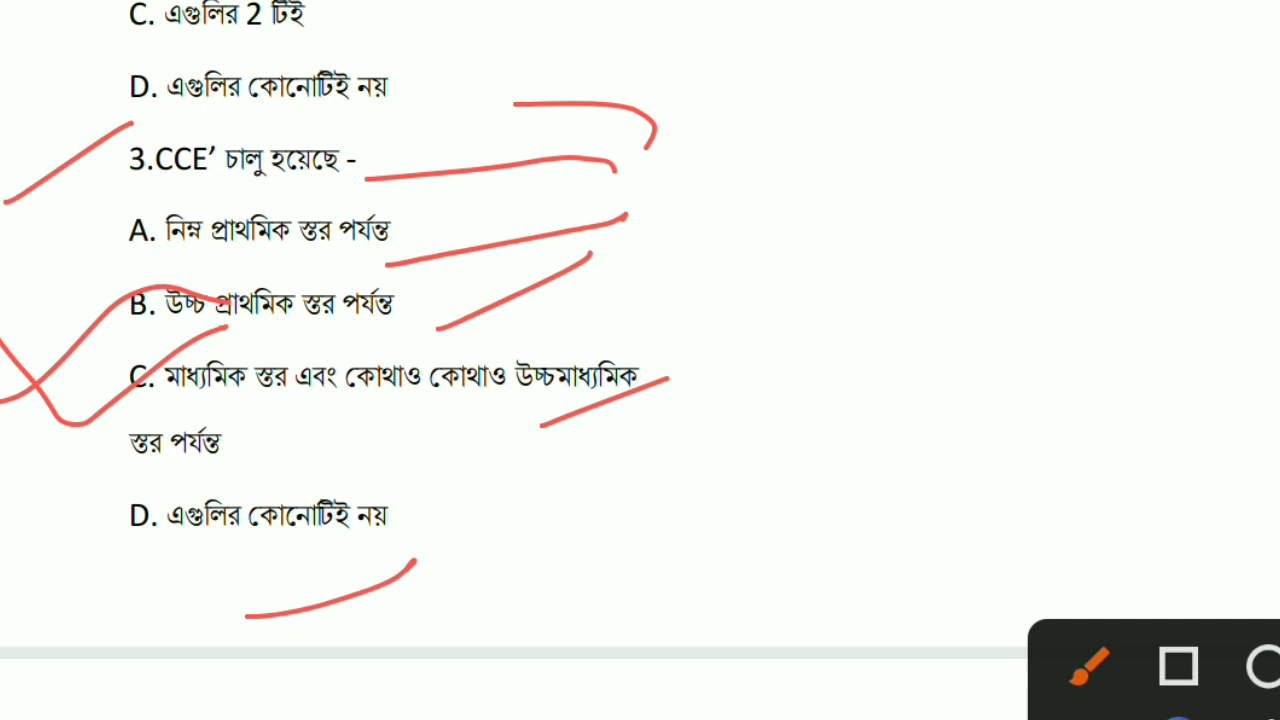 C. এগুলির 2 টিই
D. এগুলির কোনোটিই নয়
3.CCE’ চালু হয়েছে -
A. নিম্ন প্রাথমিক স্তর পর্যন্ত
B. উচ্চ প্রাথমিক স্তর পর্যন্ত
C. মাধ্যমিক স্তর এবং কোথাও কোথাও উচ্চমাধ্যমিক
স্তর পর্যন্ত
D. এগুলির কোনোটিই নয়